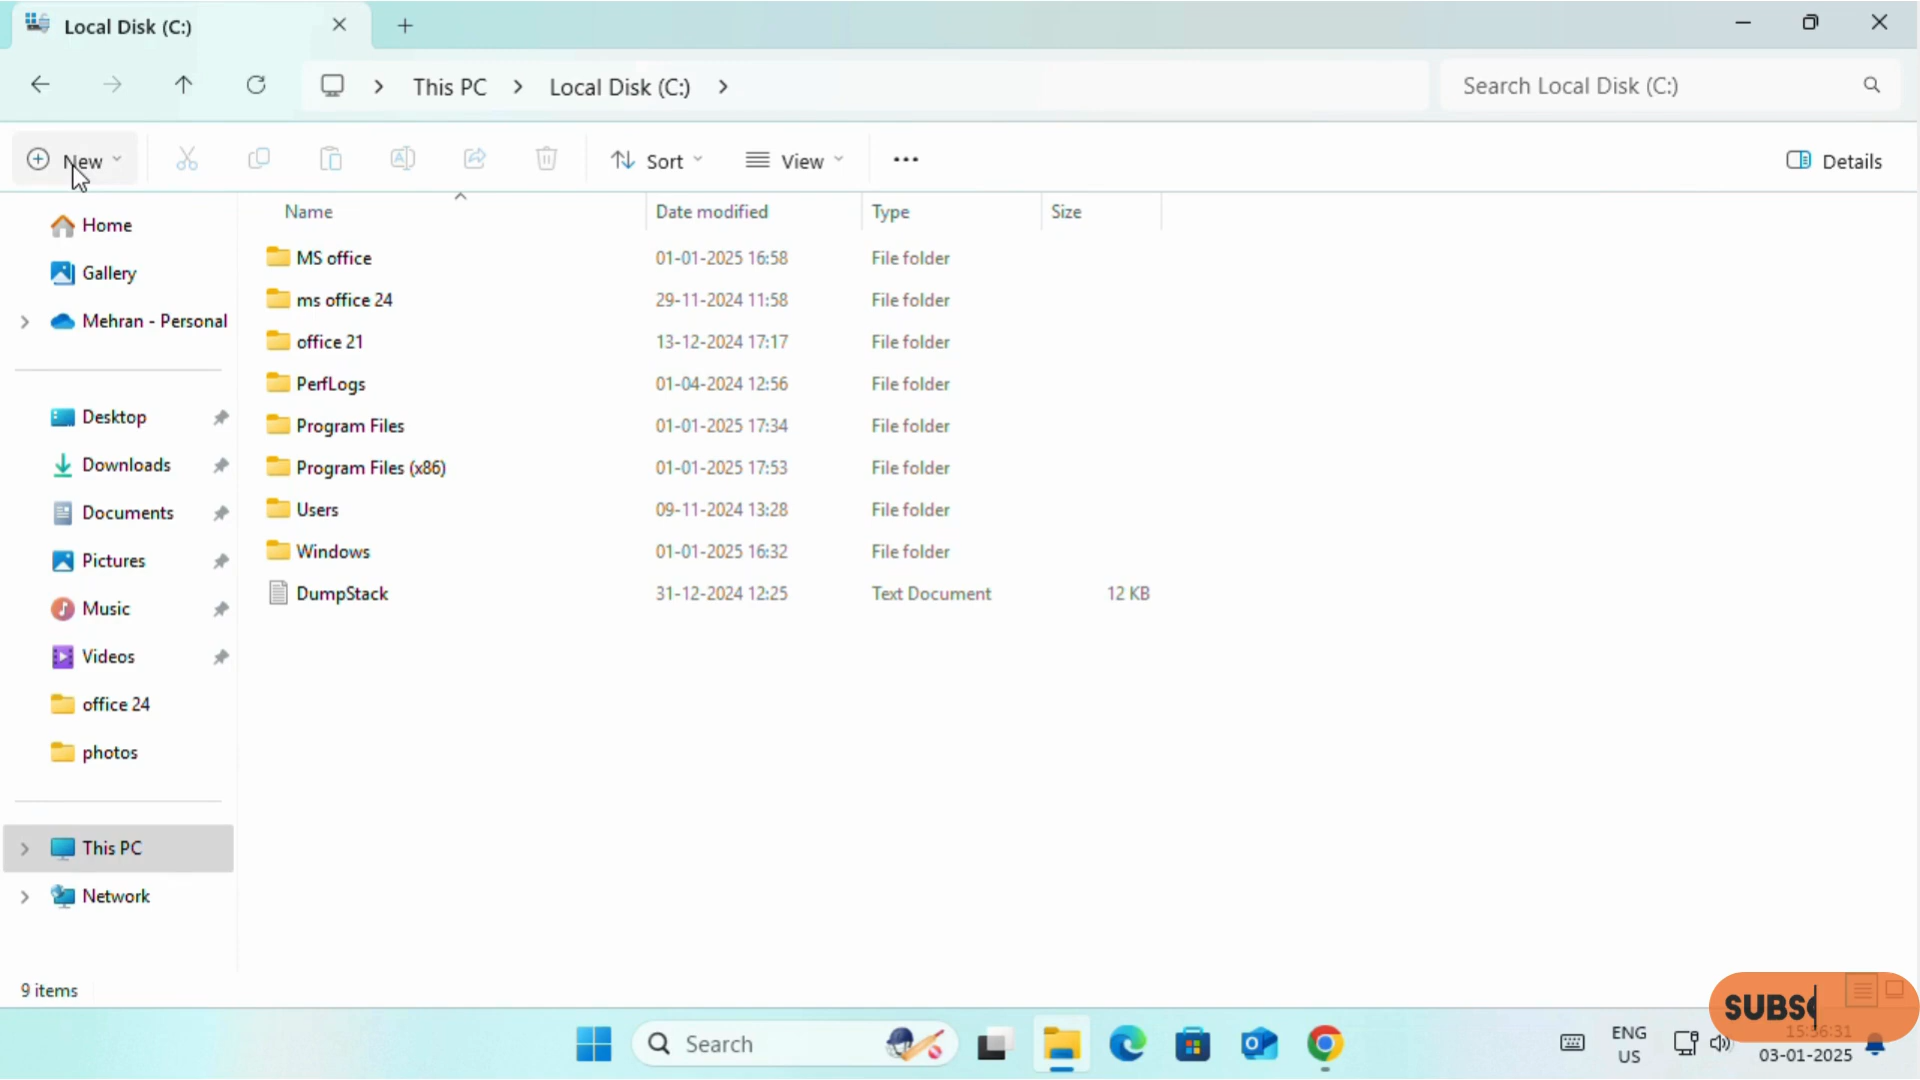 Local Disk (C:)
This PC
Local Disk (C:)
Search Local Disk (C:)
New
Sort
View
Details
Name Date modified Type Size
Home
Gallery
Mehran - Personal
Desktop
Downloads
Documents
Pictures
Music
Videos
office 24
photos
This PC
Network
MS office 01-01-2025 16:58 File folder
ms office 24 29-11-2024 11:58 File folder
office 21 13-12-2024 17:17 File folder
PerfLogs 01-04-2024 12:56 File folder
Program Files 01-01-2025 17:34 File folder
Program Files (x86) 01-01-2025 17:53 File folder
Users 09-11-2024 13:28 File folder
Windows 01-01-2025 16:32 File folder
DumpStack 31-12-2024 12:25 Text Document 12 KB
9 items
Search
ENG
US
SUBS
15:36:31
03-01-2025